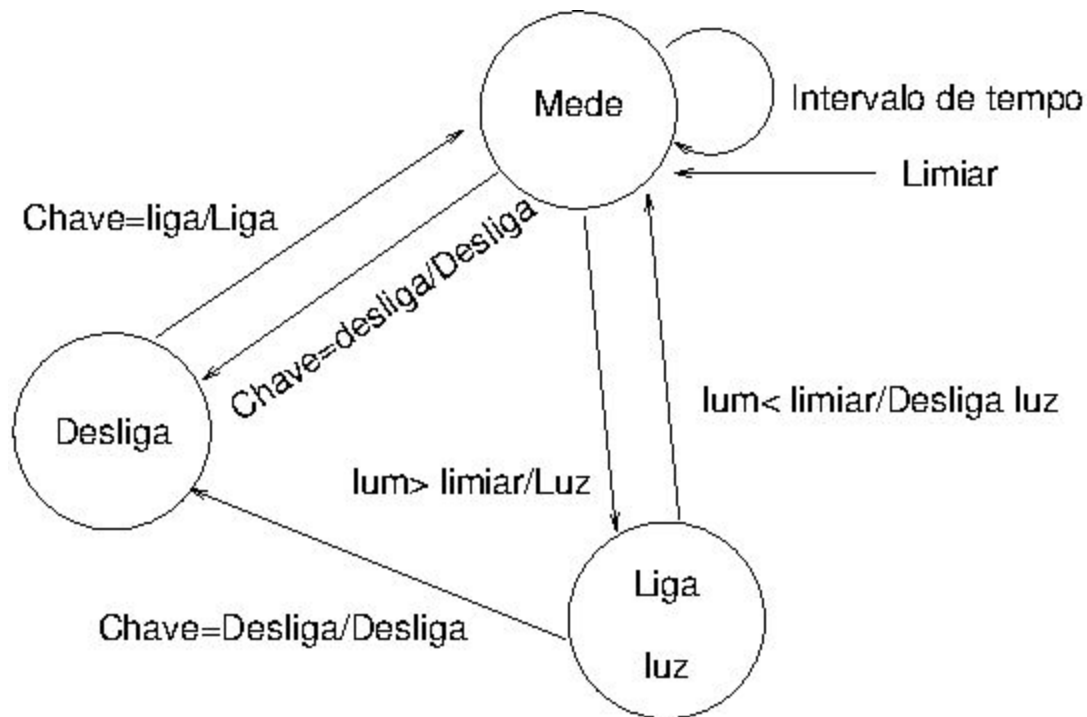 Mede
Intervalo de tempo
Limiar
Chave=liga/Liga
Chave=desliga/Desliga
lum< limiar/Desliga luz
Desliga
lum> limiar/Luz
Liga
luz
Chave=Desliga/Desliga